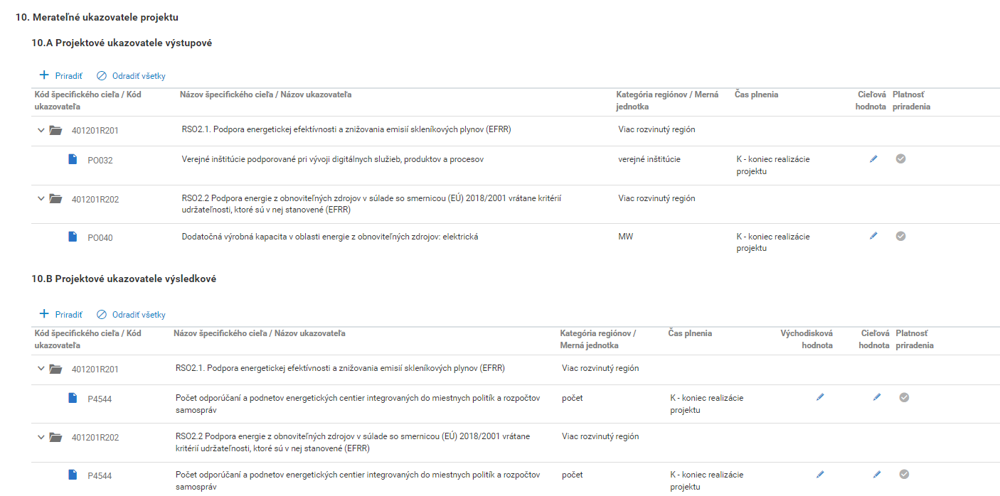 10. Merateľné ukazovatele projektu
10.A Projektové ukazovatele výstupové
Priradiť Odradiť všetky
Kód špecifického cieľa / Kód ukazovateľa Názov špecifického cieľa / Názov ukazovateľa Kategória regiónov / Merná jednotka Čas plnenia Cieľová hodnota Platnosť priradenia
401201R201 RSO2.1. Podpora energetickej efektívnosti a znižovania emisií skleníkových plynov (EFRR) Viac rozvinutý región
PO032 Verejné inštitúcie podporované pri vývoji digitálnych služieb, produktov a procesov verejné inštitúcie K - koniec realizácie projektu
401201R202 RSO2.2 Podpora energie z obnoviteľných zdrojov v súlade so smernicou (EÚ) 2018/2001 vrátane kritérií udržateľnosti, ktoré sú v nej stanovené (EFRR) Viac rozvinutý región
PO040 Dodatočná výrobná kapacita v oblasti energie z obnoviteľných zdrojov: elektrická MW K - koniec realizácie projektu
10.B Projektové ukazovatele výsledkové
Priradiť Odradiť všetky
Kód špecifického cieľa / Kód ukazovateľa Názov špecifického cieľa / Názov ukazovateľa Kategória regiónov / Merná jednotka Čas plnenia Východisková hodnota Cieľová hodnota Platnosť priradenia
401201R201 RSO2.1. Podpora energetickej efektívnosti a znižovania emisií skleníkových plynov (EFRR) Viac rozvinutý región
P4544 Počet odporúčaní a podnetov energetických centier integrovaných do miestnych politík a rozpočtov samospráv počet K - koniec realizácie projektu
401201R202 RSO2.2 Podpora energie z obnoviteľných zdrojov v súlade so smernicou (EÚ) 2018/2001 vrátane kritérií udržateľnosti, ktoré sú v nej stanovené (EFRR) Viac rozvinutý región
P4544 Počet odporúčaní a podnetov energetických centier integrovaných do miestnych politík a rozpočtov samospráv počet K - koniec realizácie projektu